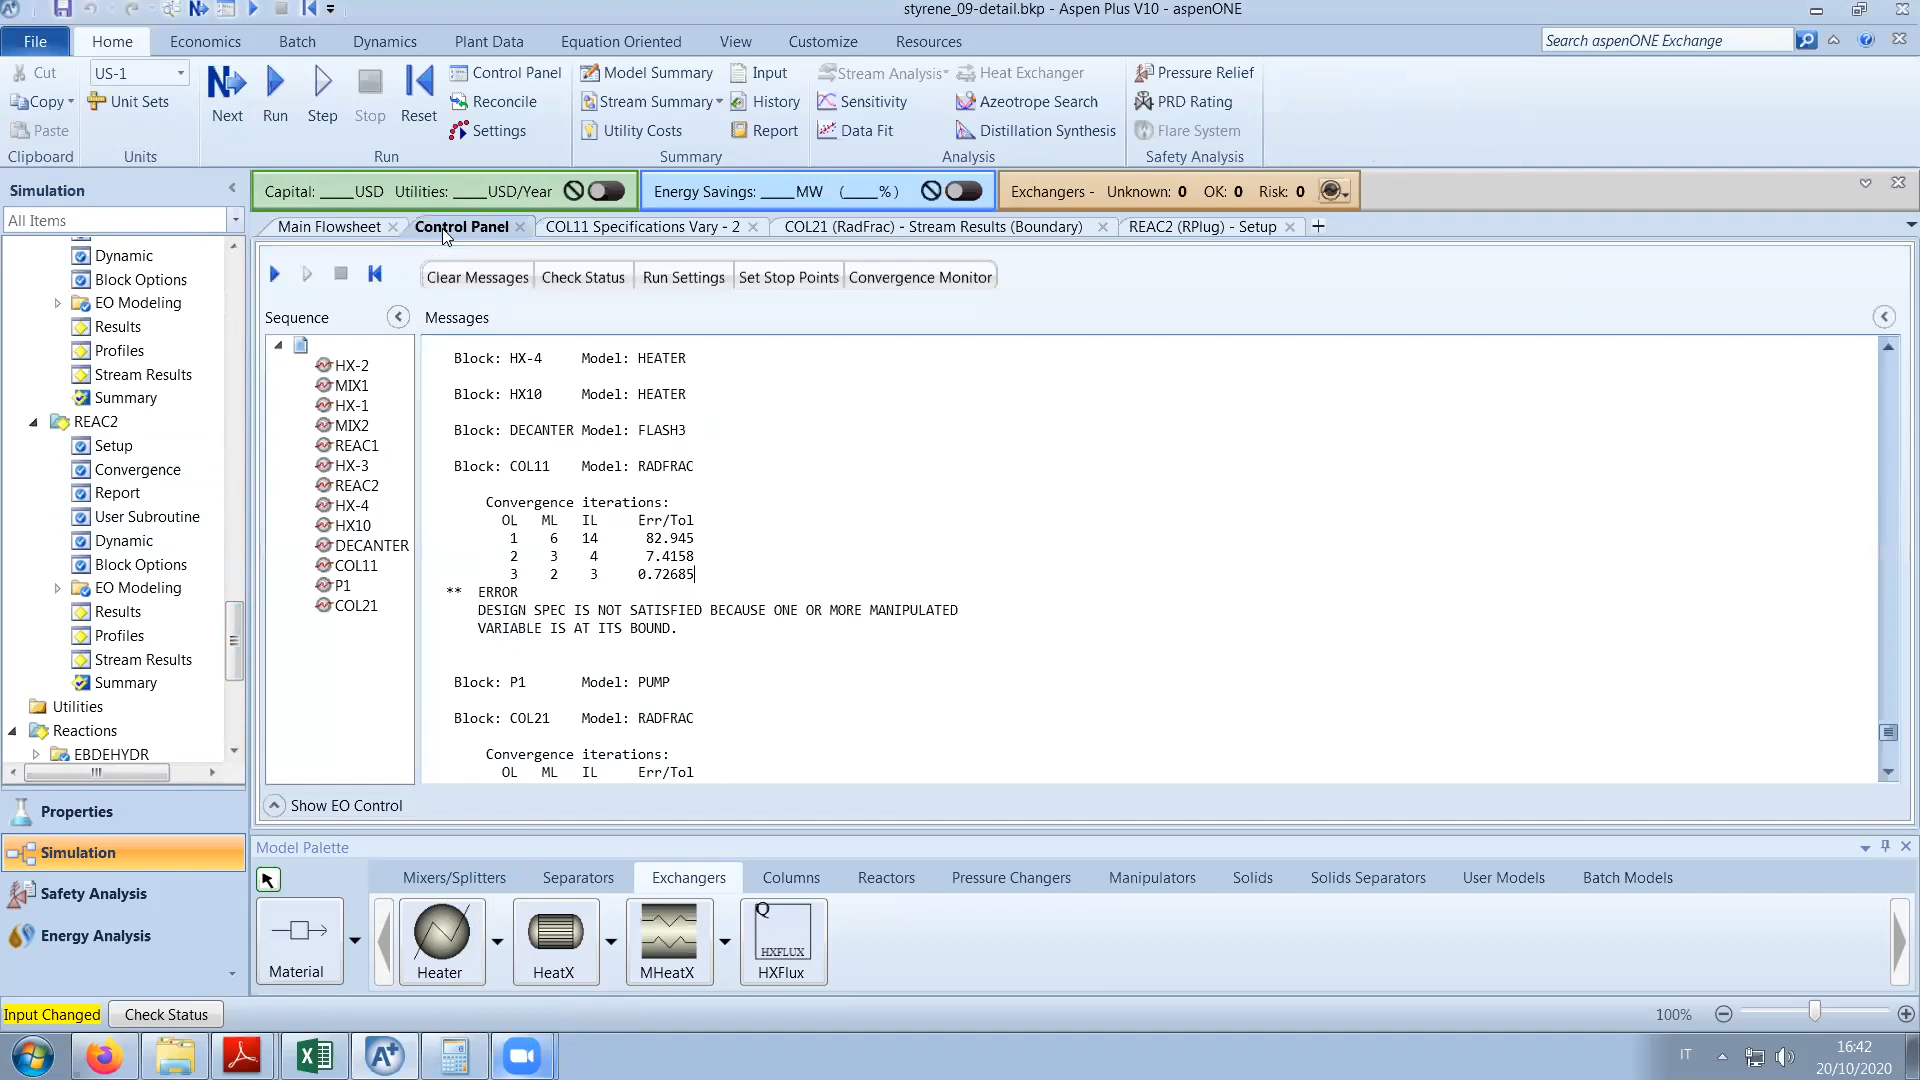 styrene_09-detail.bkp - Aspen Plus V10 - aspenONE
File
Home
Economics
Batch
Dynamics
Plant Data
Equation Oriented
View
Customize
Resources
Search aspenONE Exchange
Cut
Copy
Paste
Clipboard
US-1
Unit Sets
Units
Next
Run
Step
Stop
Reset
Control Panel
Reconcile
Settings
Run
Model Summary
Stream Summary
Utility Costs
Input
History
Report
Summary
Stream Analysis
Sensitivity
Data Fit
Heat Exchanger
Azeotrope Search
Distillation Synthesis
Analysis
Pressure Relief
PRD Rating
Flare System
Safety Analysis
Capital: ____USD Utilities: ____USD/Year
Energy Savings: ____MW (____%)
Exchangers - Unknown: 0 OK: 0 Risk: 0
Simulation
All Items
Dynamic
Block Options
EO Modeling
Results
Profiles
Stream Results
Summary
REAC2
Setup
Convergence
Report
User Subroutine
Dynamic
Block Options
EO Modeling
Results
Profiles
Stream Results
Summary
Utilities
Reactions
EBDEHYDR
Properties
Simulation
Safety Analysis
Energy Analysis
Main Flowsheet
Control Panel
COL11 Specifications Vary - 2
COL21 (RadFrac) - Stream Results (Boundary)
REAC2 (RPlug) - Setup
Clear Messages
Check Status
Run Settings
Set Stop Points
Convergence Monitor
Sequence
Messages
HX-2
MIX1
HX-1
MIX2
REAC1
HX-3
REAC2
HX-4
HX10
DECANTER
COL11
P1
COL21
Block: HX-4 Model: HEATER
Block: HX10 Model: HEATER
Block: DECANTER Model: FLASH3
Block: COL11 Model: RADFRAC
Convergence iterations:
OL ML IL Err/Tol
1 6 14 82.945
2 3 4 7.4158
3 2 3 0.72685
** ERROR
DESIGN SPEC IS NOT SATISFIED BECAUSE ONE OR MORE MANIPULATED
VARIABLE IS AT ITS BOUND.
Block: P1 Model: PUMP
Block: COL21 Model: RADFRAC
Convergence iterations:
OL ML IL Err/Tol
Show EO Control
Model Palette
Mixers/Splitters
Separators
Exchangers
Columns
Reactors
Pressure Changers
Manipulators
Solids
Solids Separators
User Models
Batch Models
Material
Heater
HeatX
MHeatX
Q
HXFLUX
HXFlux
Input Changed
Check Status
100%
IT
16:42
20/10/2020